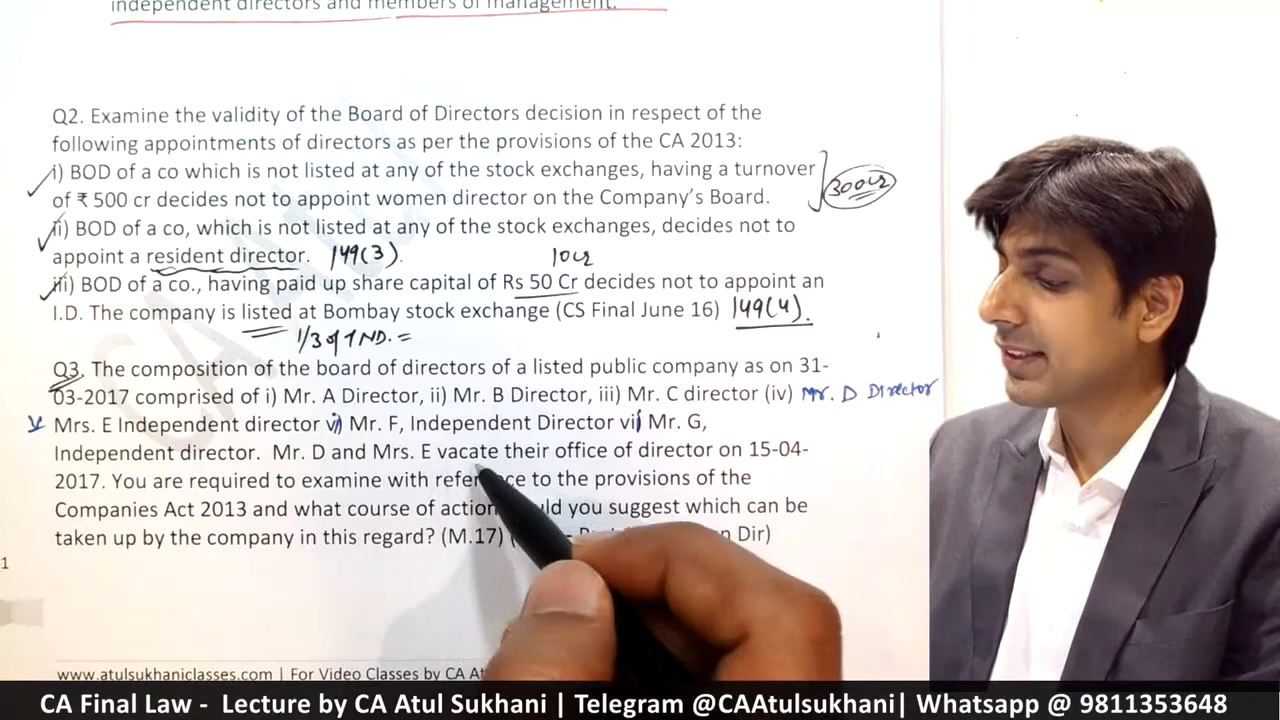 independent directors and members of management.
Q2. Examine the validity of the Board of Directors decision in respect of the
following appointments of directors as per the provisions of the CA 2013:
i) BOD of a co which is not listed at any of the stock exchanges, having a turnover
of ₹ 500 cr decides not to appoint women director on the Company's Board.
300cr
ii) BOD of a co, which is not listed at any of the stock exchanges, decides not to
appoint a resident director. 149(3).
10cr
iii) BOD of a co., having paid up share capital of Rs 50 Cr decides not to appoint an
I.D. The company is listed at Bombay stock exchange (CS Final June 16) 149(4).
1/3 of TND. =
Q3. The composition of the board of directors of a listed public company as on 31-
03-2017 comprised of i) Mr. A Director, ii) Mr. B Director, iii) Mr. C director (iv) Mr. D Director
v Mrs. E Independent director vi) Mr. F, Independent Director vii) Mr. G,
Independent director. Mr. D and Mrs. E vacate their office of director on 15-04-
2017. You are required to examine with reference to the provisions of the
Companies Act 2013 and what course of action would you suggest which can be
taken up by the company in this regard? (M.17) Dir)
1
www.atulsukhaniclasses.com | For Video Classes by CA
CA Final Law - Lecture by CA Atul Sukhani | Telegram @CAAtulsukhani| Whatsapp @ 9811353648